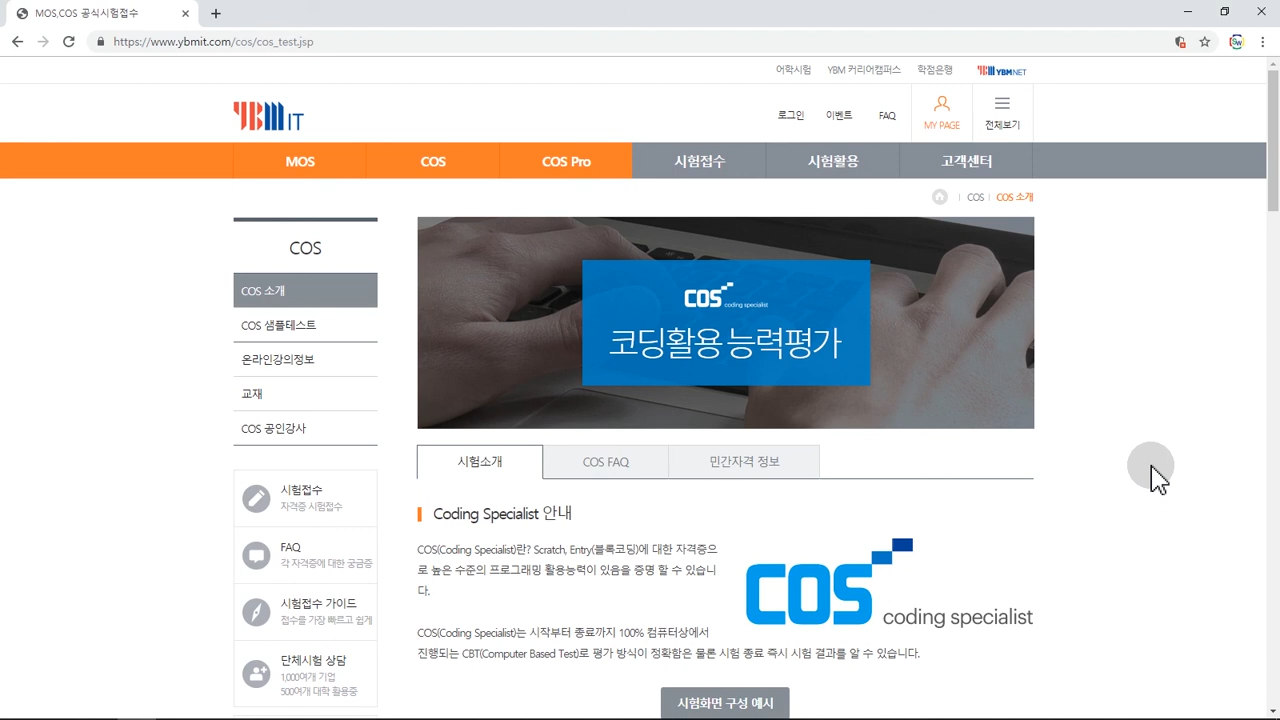 MOS,COS 공식시험접수
https://www.ybmit.com/cos/cos_test.jsp
어학시험 YBM 커리어캠퍼스 학점은행 YBM NET
YBM IT
로그인 이벤트 FAQ MY PAGE 전체보기
MOS COS COS Pro 시험접수 시험활용 고객센터
COS COS 소개
COS
COS 소개
COS 샘플테스트
온라인강의정보
교재
COS 공인강사
시험접수
자격증 시험접수
FAQ
각 자격증에 대한 궁금증
시험접수 가이드
접수를 가장 빠르고 쉽게
단체시험 상담
1,000여개 기업
500여개 대학 활용중
COS coding specialist
코딩활용 능력평가
시험소개 COS FAQ 민간자격 정보
Coding Specialist 안내
COS(Coding Specialist)란? Scratch, Entry(블록코딩)에 대한 자격증으
로 높은 수준의 프로그래밍 활용능력이 있음을 증명 할 수 있습니
다.
COS(Coding Specialist)는 시작부터 종료까지 100% 컴퓨터상에서
진행되는 CBT(Computer Based Test)로 평가 방식이 정확함은 물론 시험 종료 즉시 시험 결과를 알 수 있습니다.
COS coding specialist
시험화면 구성 예시